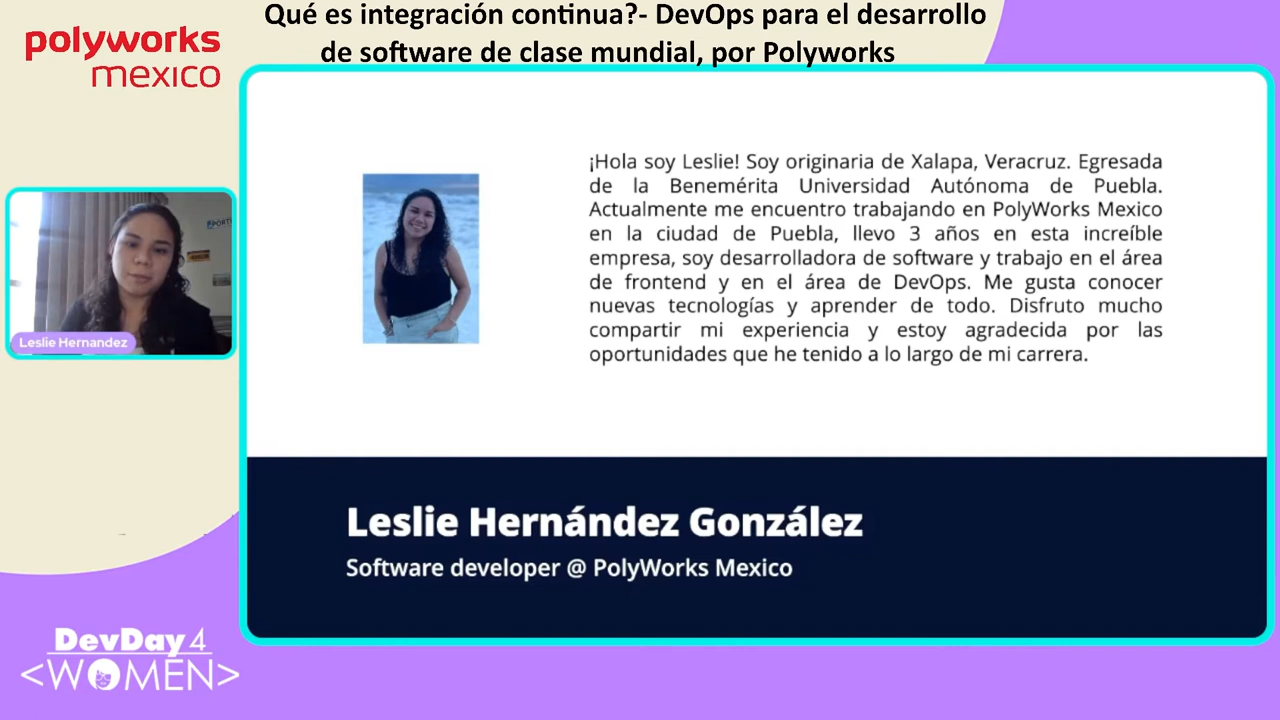 Qué es integración continua?- DevOps para el desarrollo
de software de clase mundial, por Polyworks
polyworks
mexico
¡Hola soy Leslie! Soy originaria de Xalapa, Veracruz. Egresada
de la Benemérita Universidad Autónoma de Puebla.
Actualmente me encuentro trabajando en PolyWorks Mexico
en la ciudad de Puebla, llevo 3 años en esta increíble
empresa, soy desarrolladora de software y trabajo en el área
de frontend y en el área de DevOps. Me gusta conocer
nuevas tecnologías y aprender de todo. Disfruto mucho
compartir mi experiencia y estoy agradecida por las
oportunidades que he tenido a lo largo de mi carrera.
Leslie Hernandez
Leslie Hernández González
Software developer @ PolyWorks Mexico
DevDay4
<WOMEN>